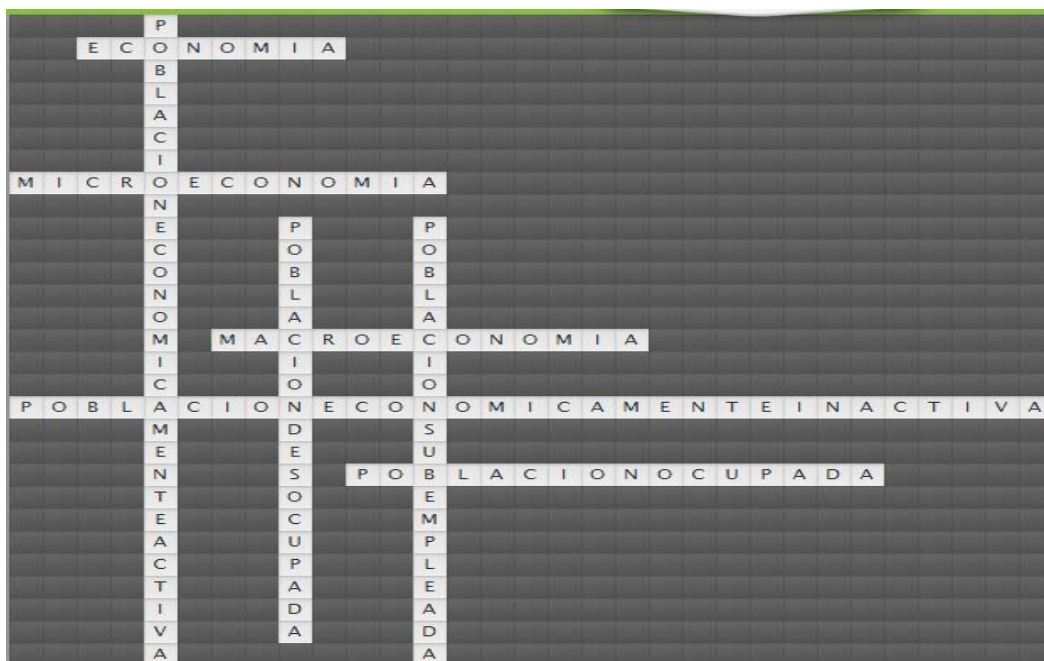 POBLACIONECONOMICAMENTEACTIVA
ECONOMIA
MICROECONOMIA
POBLACIONDESOCUPADA
POBLACIONSUBEMPLEADA
MACROECONOMIA
POBLACIONECONOMICAMENTEINACTIVA
POBLACIONOCUPADA